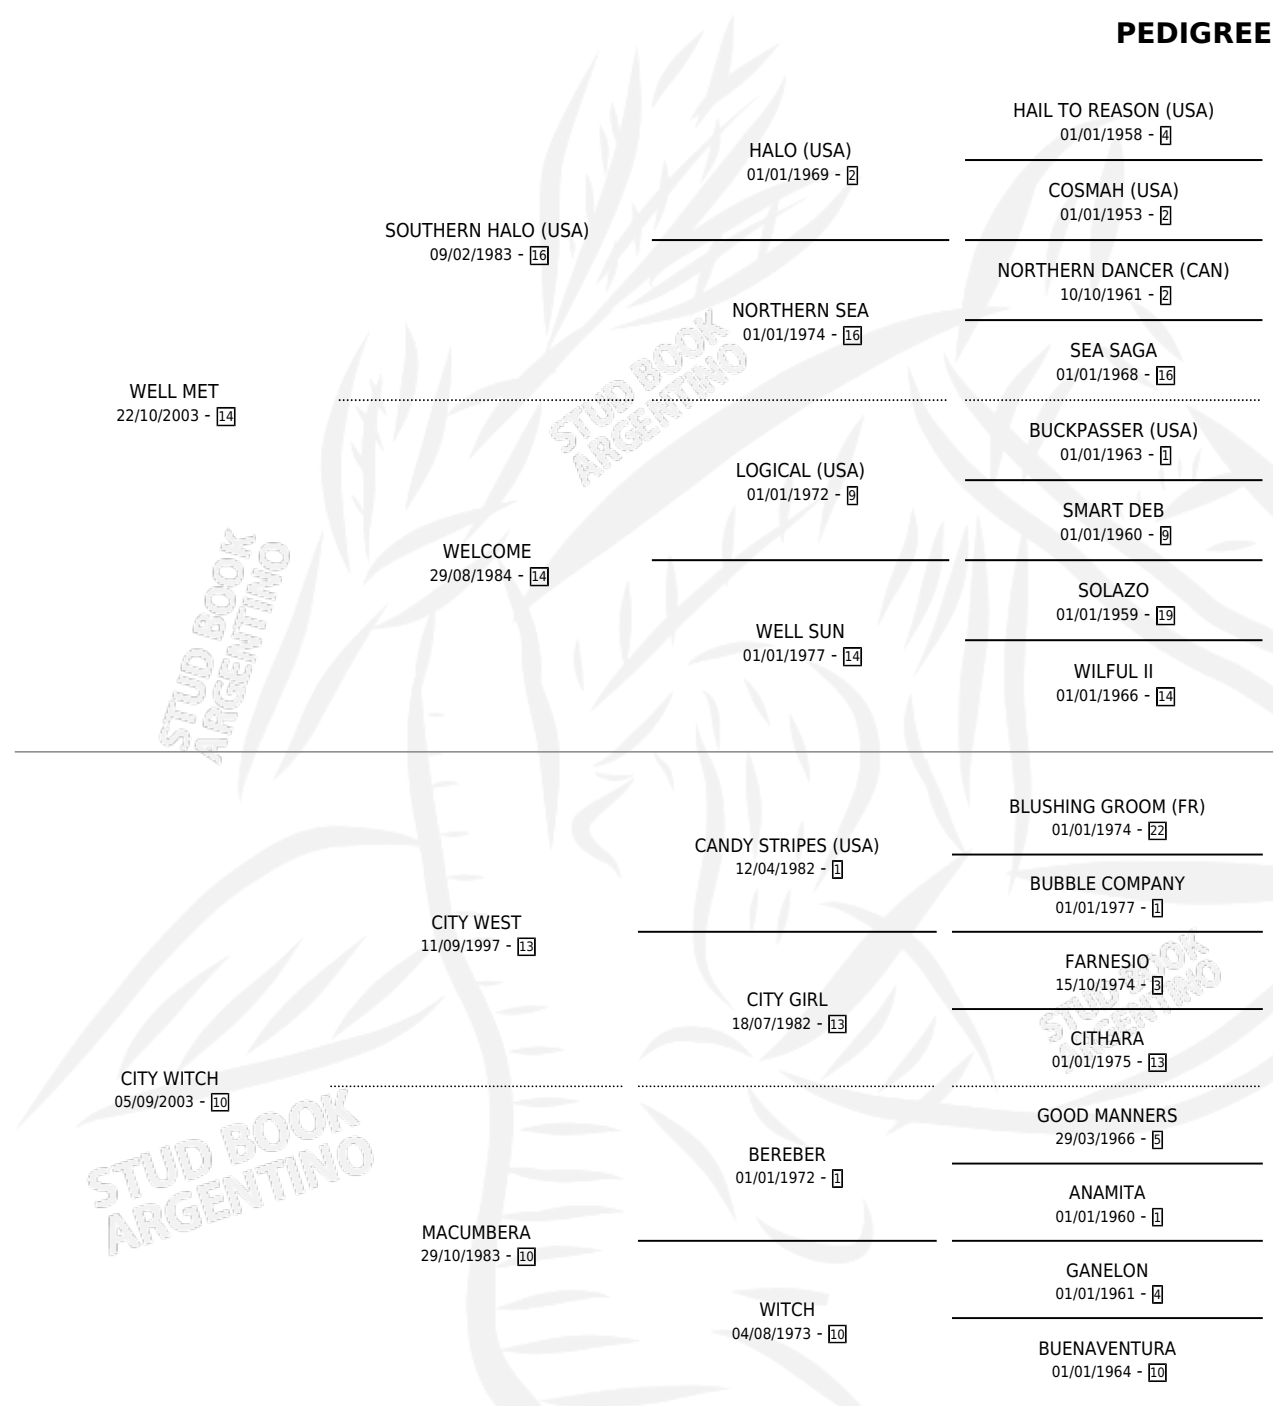 PEDIGREE
HAIL TO REASON (USA)
01/01/1958 - 4
HALO (USA)
01/01/1969 - 2
COSMAH (USA)
01/01/1953 - 2
SOUTHERN HALO (USA)
09/02/1983 - 16
NORTHERN DANCER (CAN)
10/10/1961 - 2
NORTHERN SEA
01/01/1974 - 16
SEA SAGA
01/01/1968 - 16
WELL MET
22/10/2003 - 14
BUCKPASSER (USA)
01/01/1963 - 1
LOGICAL (USA)
01/01/1972 - 9
SMART DEB
01/01/1960 - 9
WELCOME
29/08/1984 - 14
SOLAZO
01/01/1959 - 19
WELL SUN
01/01/1977 - 14
WILFUL II
01/01/1966 - 14
BLUSHING GROOM (FR)
01/01/1974 - 22
CANDY STRIPES (USA)
12/04/1982 - 1
BUBBLE COMPANY
01/01/1977 - 1
CITY WEST
11/09/1997 - 13
FARNESIO
15/10/1974 - 3
CITY GIRL
18/07/1982 - 13
CITHARA
01/01/1975 - 13
CITY WITCH
05/09/2003 - 10
GOOD MANNERS
29/03/1966 - 5
BEREBER
01/01/1972 - 1
ANAMITA
01/01/1960 - 1
MACUMBERA
29/10/1983 - 10
GANELON
01/01/1961 - 4
WITCH
04/08/1973 - 10
BUENAVENTURA
01/01/1964 - 10
STUD BOOK
ARGENTINO
STUD BOOK
ARGENTINO
STUD BOOK
ARGENTINO
STUD BOOK
ARGENTINO